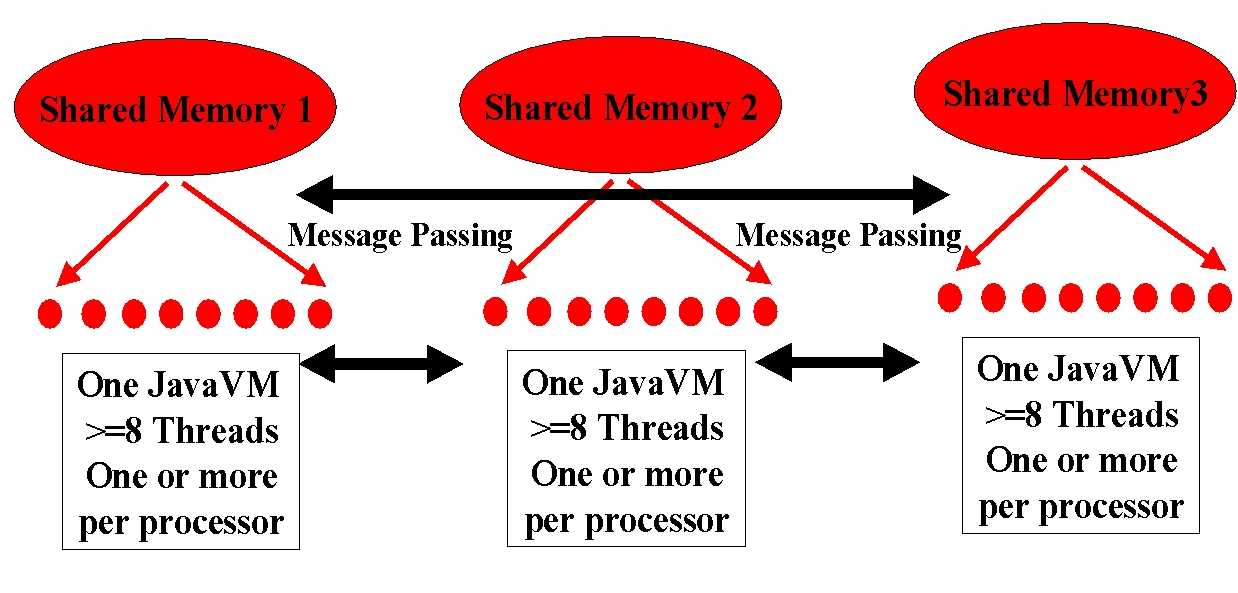 Shared Memory 1
Shared Memory 2
Shared Memory3
Message Passing
Message Passing
One JavaVM
>=8 Threads
One or more
per processor
One JavaVM
>=8 Threads
One or more
per processor
One JavaVM
>=8 Threads
One or more
per processor